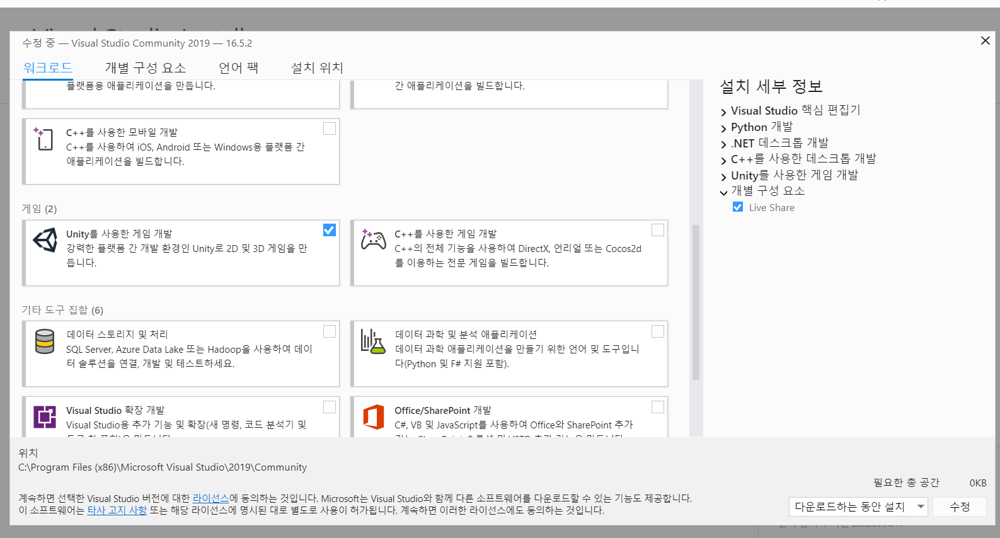 수정 중 — Visual Studio Community 2019 — 16.5.2
워크로드 개별 구성 요소 언어 팩 설치 위치
플랫폼용 애플리케이션을 만듭니다.
간 애플리케이션을 빌드합니다.
C++를 사용한 모바일 개발
C++를 사용하여 iOS, Android 또는 Windows용 플랫폼 간
애플리케이션을 빌드합니다.
게임 (2)
Unity를 사용한 게임 개발
강력한 플랫폼 간 개발 환경인 Unity로 2D 및 3D 게임을 만
듭니다.
C++를 사용한 게임 개발
C++의 전체 기능을 사용하여 DirectX, 언리얼 또는 Cocos2d
를 이용하는 전문 게임을 빌드합니다.
기타 도구 집합 (6)
데이터 스토리지 및 처리
SQL Server, Azure Data Lake 또는 Hadoop을 사용하여 데이
터 솔루션을 연결, 개발 및 테스트하세요.
데이터 과학 및 분석 애플리케이션
데이터 과학 애플리케이션을 만들기 위한 언어 및 도구입니
다(Python 및 F# 지원 포함).
Visual Studio 확장 개발
Visual Studio용 추가 기능 및 확장(새 명령, 코드 분석기 및
Office/SharePoint 개발
C#, VB 및 JavaScript를 사용하여 Office와 SharePoint 추가
설치 세부 정보
Visual Studio 핵심 편집기
Python 개발
.NET 데스크톱 개발
C++를 사용한 데스크톱 개발
Unity를 사용한 게임 개발
개별 구성 요소
Live Share
위치
C:\Program Files (x86)\Microsoft Visual Studio\2019\Community
필요한 총 공간 0KB
계속하면 선택한 Visual Studio 버전에 대한 라이선스에 동의하는 것입니다. Microsoft는 Visual Studio와 함께 다른 소프트웨어를 다운로드할 수 있는 기능도 제공합니다.
이 소프트웨어는 타사 고지 사항 또는 해당 라이선스에 명시된 대로 별도로 사용이 허가됩니다. 계속하면 이러한 라이선스에도 동의하는 것입니다.
다운로드하는 동안 설치 수정